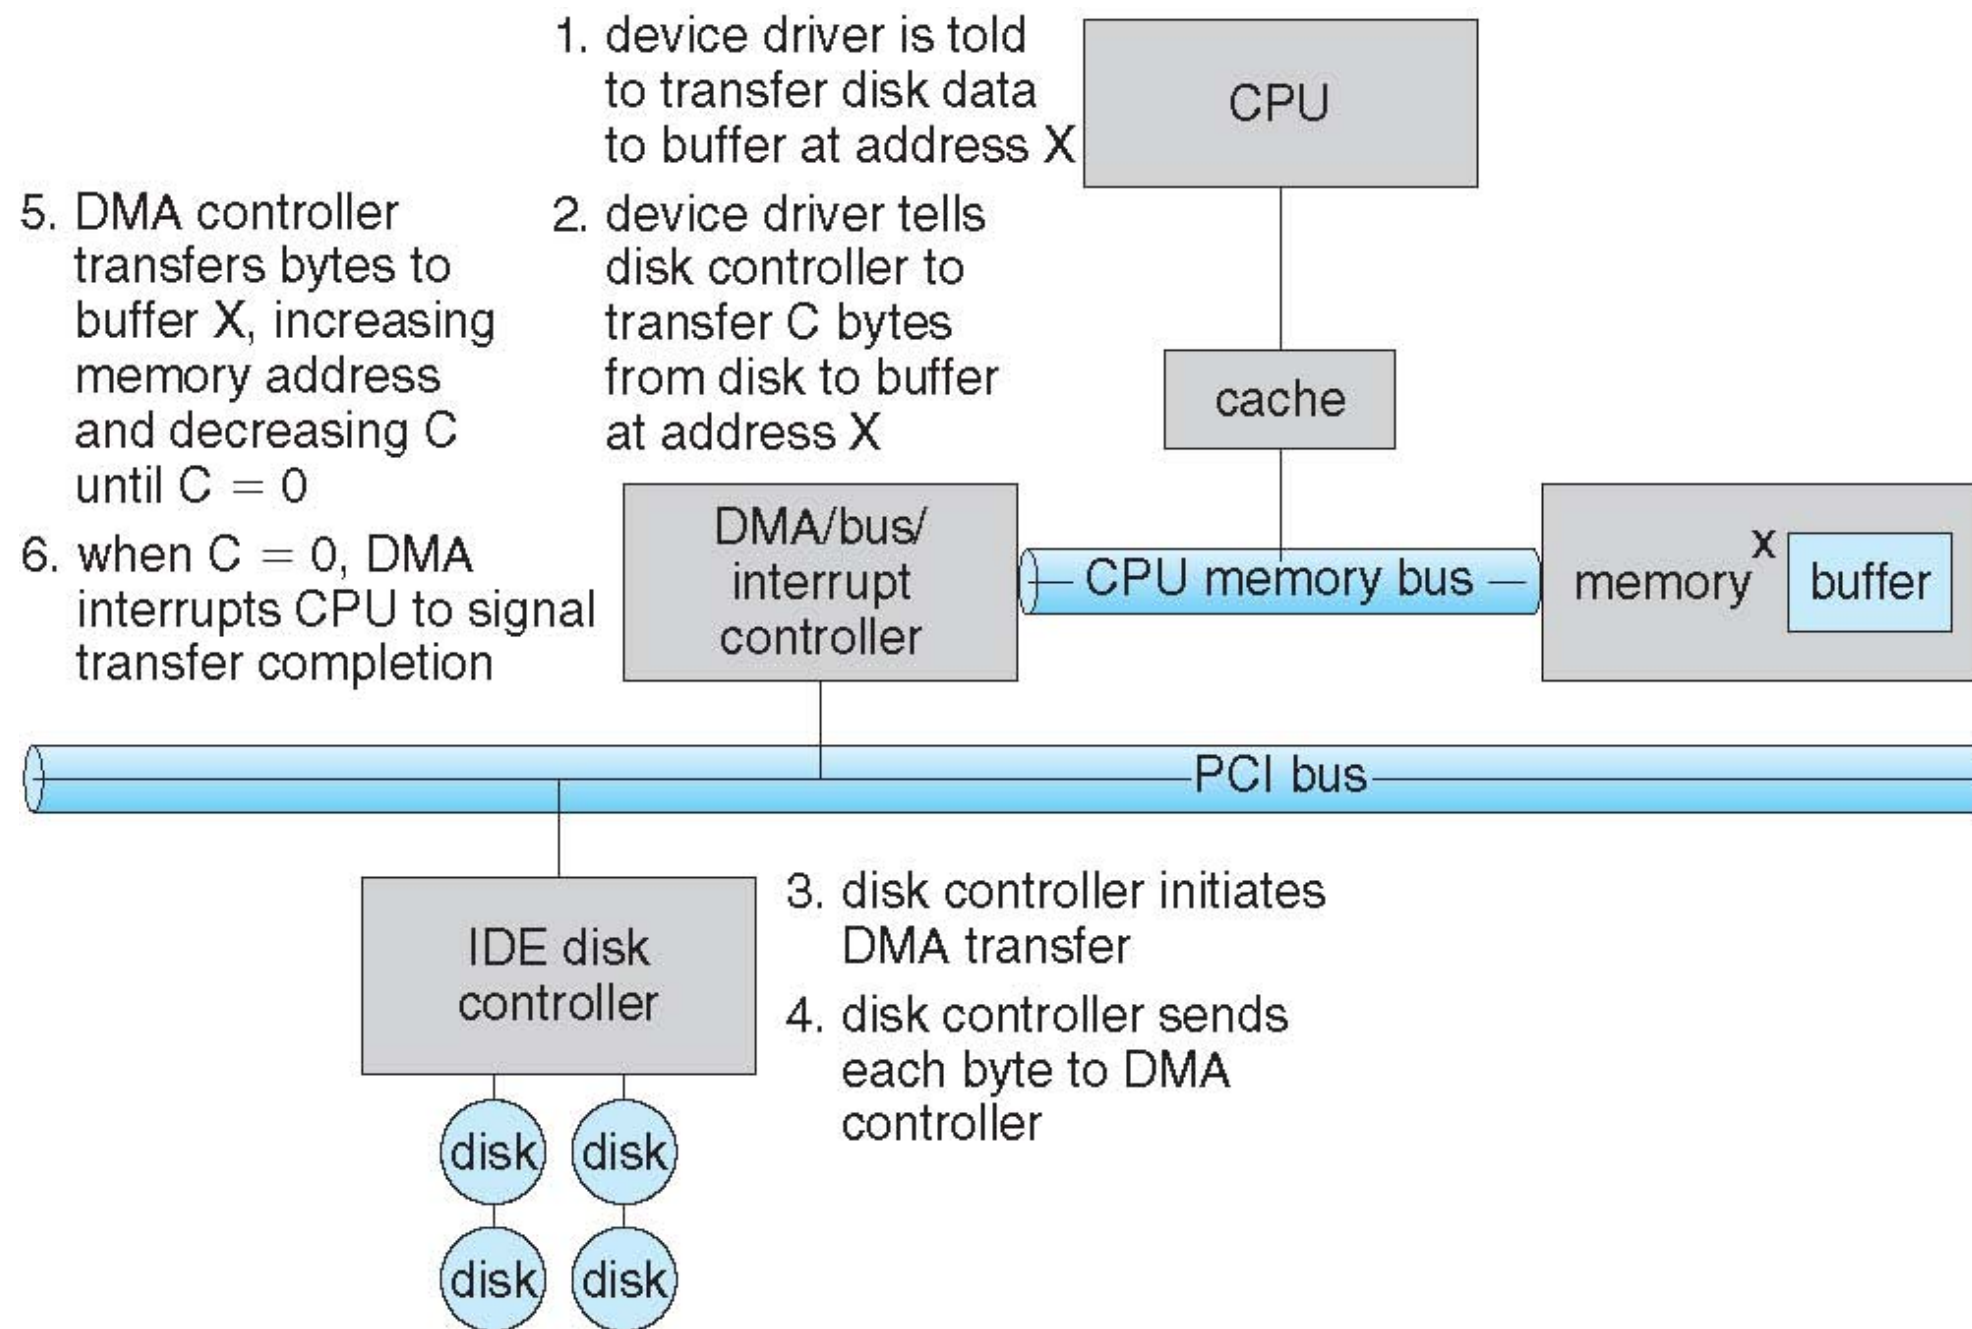 1. device driver is told
to transfer disk data
to buffer at address X
CPU
5. DMA controller
transfers bytes to
buffer X, increasing
memory address
and decreasing C
until C = 0
2. device driver tells
disk controller to
transfer C bytes
from disk to buffer
at address X
cache
6. when C = 0, DMA
interrupts CPU to signal
transfer completion
DMA/bus/
interrupt
controller
CPU memory bus
memory
X
buffer
PCI bus
IDE disk
controller
3. disk controller initiates
DMA transfer
4. disk controller sends
each byte to DMA
controller
disk
disk
disk
disk